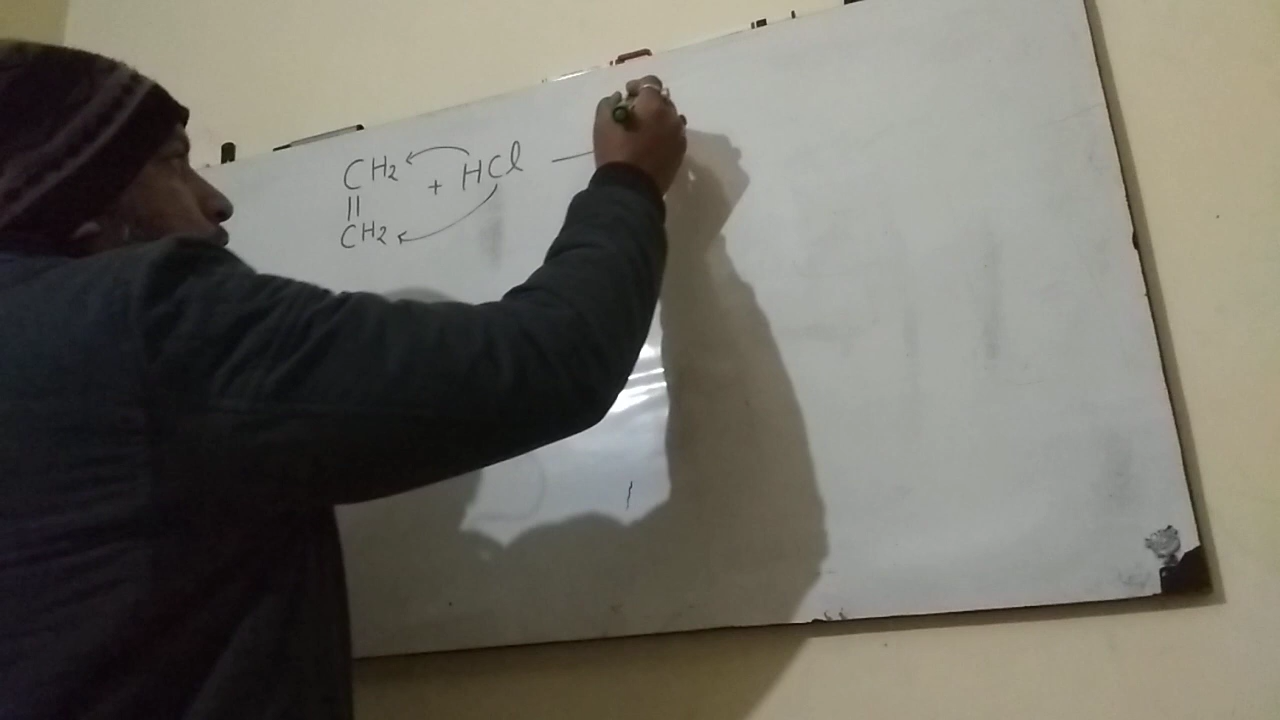 CH2 + HCl —
||
CH2